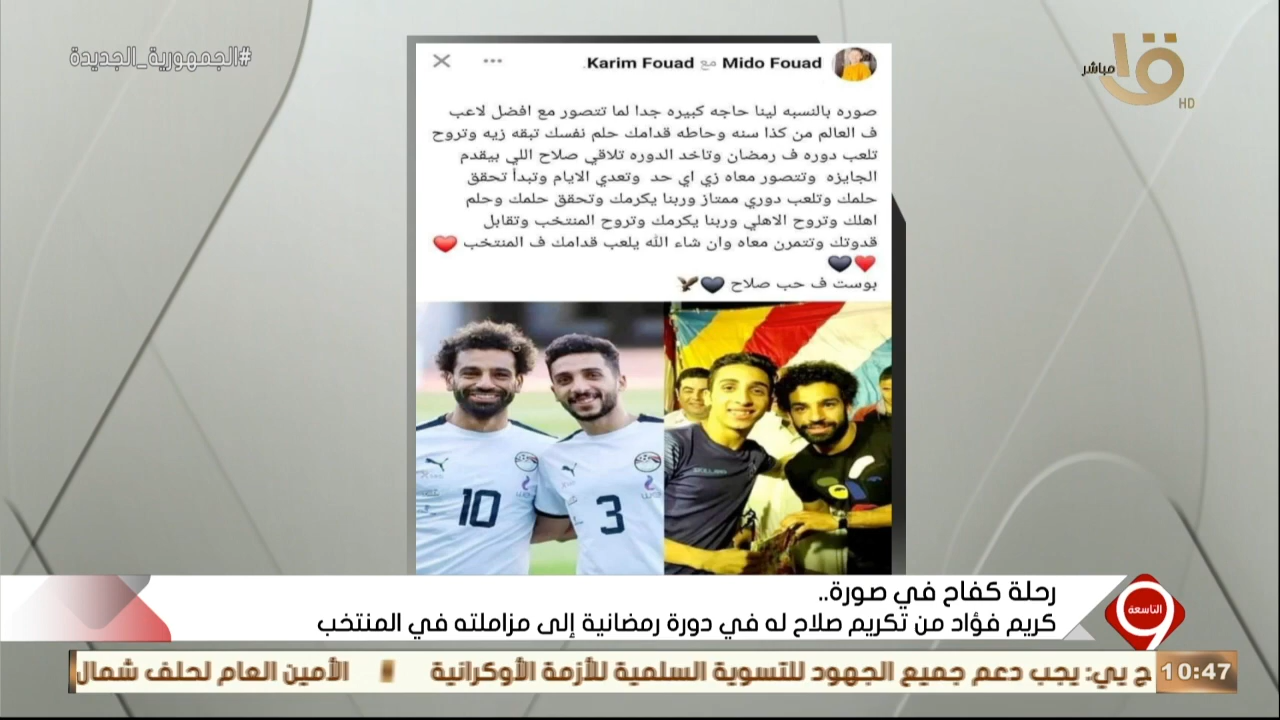 #الجمهورية_الجديدة
مباشر
HD
Mido Fouad مع Karim Fouad.
صوره بالنسبه لينا حاجه كبيره جدا لما تتصور مع افضل لاعب
ف العالم من كذا سنه وحاطه قدامك حلم نفسك تبقه زيه وتروح
تلعب دوره ف رمضان وتاخد الدوره تلاقي صلاح اللي بيقدم
الجايزه وتتصور معاه زي اي حد وتعدي الايام وتبدأ تحقق
حلمك وتلعب دوري ممتاز وربنا يكرمك وتحقق حلمك وحلم
اهلك وتروح الاهلي وربنا يكرمك وتروح المنتخب وتقابل
قدوتك وتتمرن معاه وان شاء الله يلعب قدامك ف المنتخب ❤️
❤️🖤
بوست ف حب صلاح 🖤🦅
10
3
رحلة كفاح في صورة..
كريم فؤاد من تكريم صلاح له في دورة رمضانية إلى مزاملته في المنتخب
التاسعة
9
10:47
ج يي: يجب دعم جميع الجهود للتسوية السلمية للأزمة الأوكرانية
الأمين العام لحلف شمال